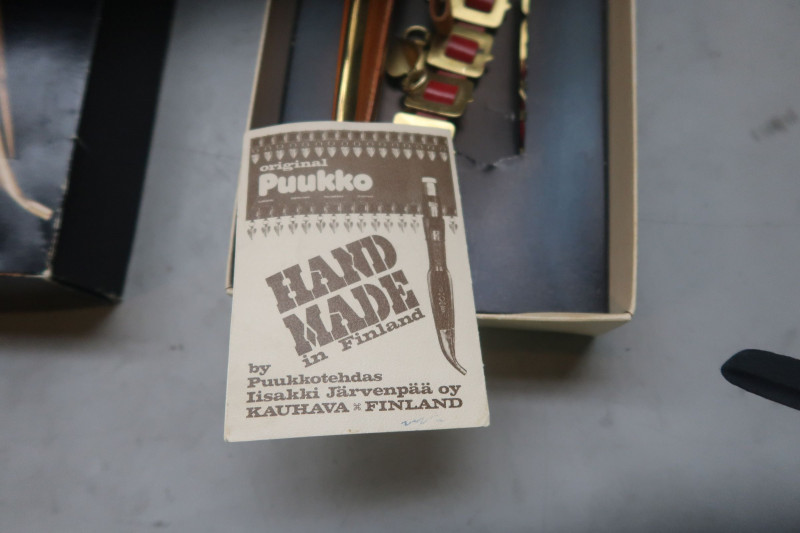 original
Puukko
HAND
MADE
in Finland
by
Puukkotehdas
Iisakki Järvenpää oy
KAUHAVA ⌘ FINLAND